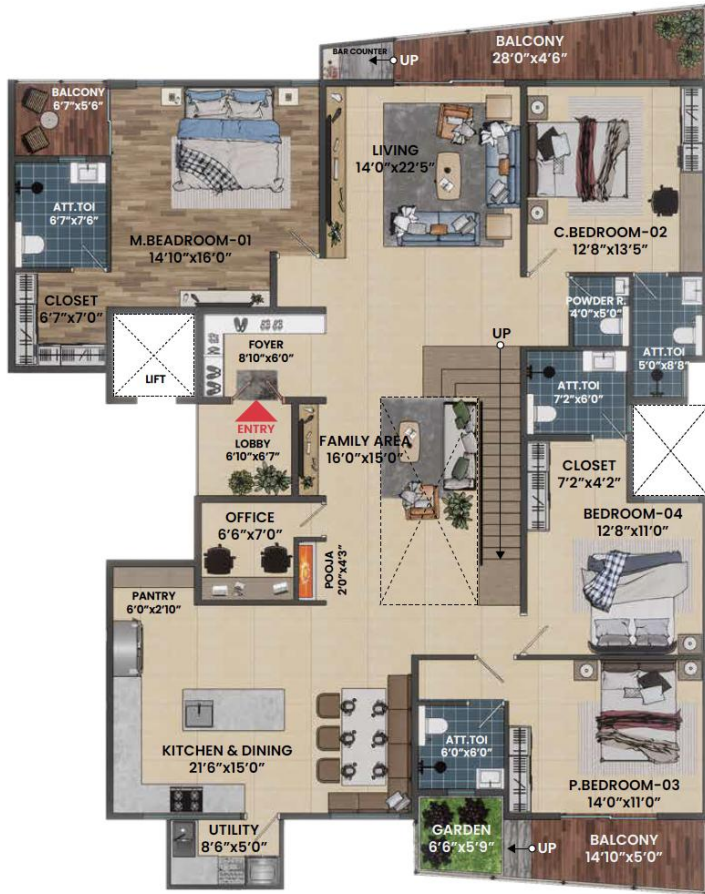 BALCONY
28'0"x4'6"
BAR COUNTER
UP
BALCONY
6'7"x5'6"
LIVING
14'0"x22'5"
ATT.TOI
6'7"x7'6"
M.BEADROOM-01
14'10"x16'0"
C.BEDROOM-02
12'8"x13'5"
CLOSET
6'7"x7'0"
POWDER R.
4'0"x5'0"
FOYER
8'10"x6'0"
UP
LIFT
ATT.TOI
5'0"x8'8"
ATT.TOI
7'2"x6'0"
ENTRY
LOBBY
6'10"x6'7"
FAMILY AREA
16'0"x15'0"
CLOSET
7'2"x4'2"
OFFICE
6'6"x7'0"
BEDROOM-04
12'8"x11'0"
POOJA
2'0"x4'3"
PANTRY
6'0"x2'10"
KITCHEN & DINING
21'6"x15'0"
ATT.TOI
6'0"x6'0"
P.BEDROOM-03
14'0"x11'0"
UTILITY
8'6"x5'0"
GARDEN
6'6"x5'9"
UP
BALCONY
14'10"x5'0"